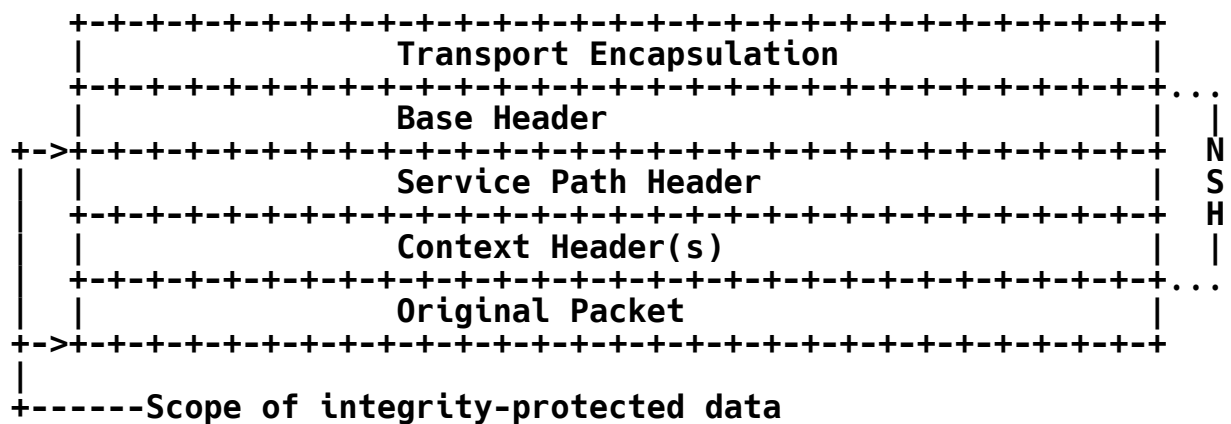 +-+-+-+-+-+-+-+-+-+-+-+-+-+-+-+-+-+-+-+-+-+-+-+-+-+-+-+-+
   |                Transport Encapsulation                |
   +-+-+-+-+-+-+-+-+-+-+-+-+-+-+-+-+-+-+-+-+-+-+-+-+-+-+-+-+...
   |                Base Header                            |  |
+->+-+-+-+-+-+-+-+-+-+-+-+-+-+-+-+-+-+-+-+-+-+-+-+-+-+-+-+-+  N
|  |                Service Path Header                    |  S
|  +-+-+-+-+-+-+-+-+-+-+-+-+-+-+-+-+-+-+-+-+-+-+-+-+-+-+-+-+  H
|  |                Context Header(s)                      |  |
|  +-+-+-+-+-+-+-+-+-+-+-+-+-+-+-+-+-+-+-+-+-+-+-+-+-+-+-+-+...
|  |                Original Packet                        |
+->+-+-+-+-+-+-+-+-+-+-+-+-+-+-+-+-+-+-+-+-+-+-+-+-+-+-+-+-+
|
+------Scope of integrity-protected data